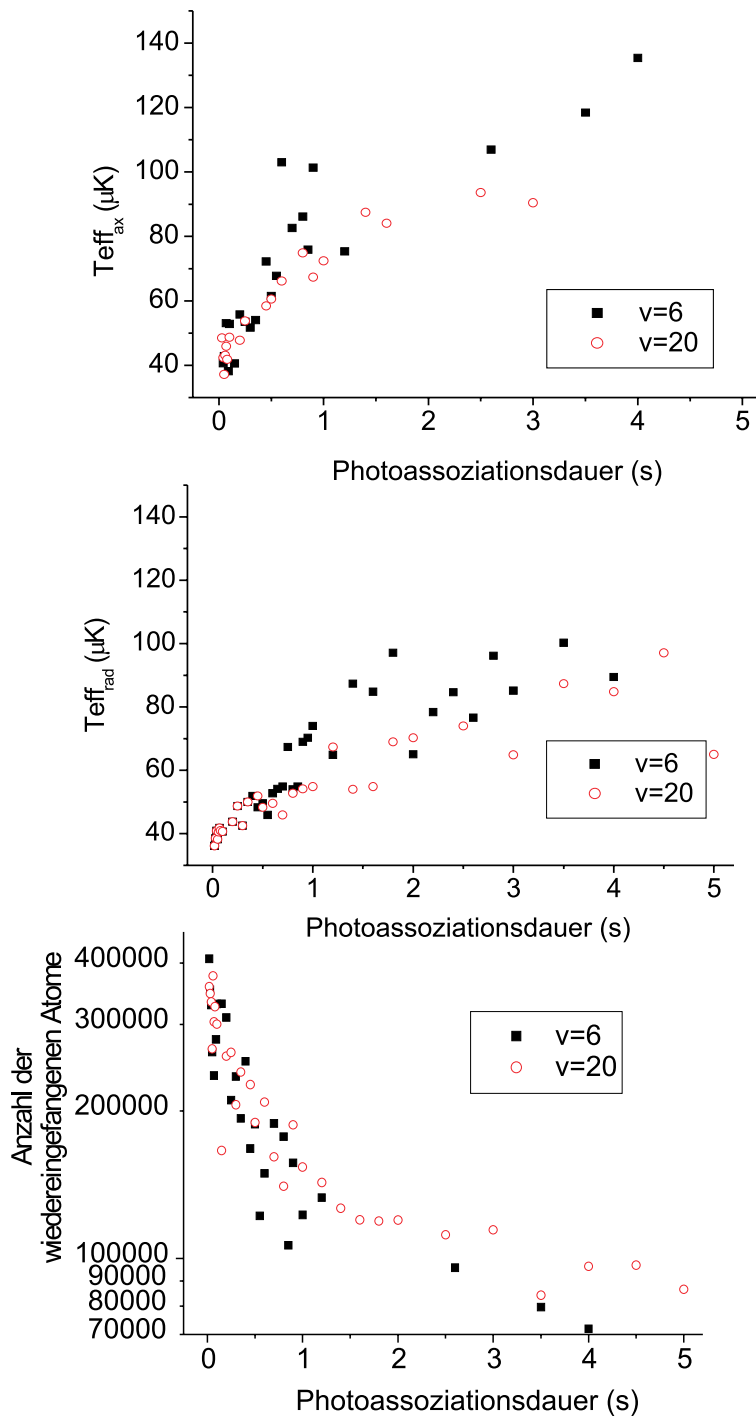 Teff_ax (μK)
140
120
100
80
60
40
v=6
v=20
0
1
2
3
4
5
Photoassoziationsdauer (s)
Teff_rad (μK)
140
120
100
80
60
40
v=6
v=20
0
1
2
3
4
5
Photoassoziationsdauer (s)
Anzahl der
wiedereingefangenen Atome
400000
300000
200000
100000
90000
80000
70000
v=6
v=20
0
1
2
3
4
5
Photoassoziationsdauer (s)